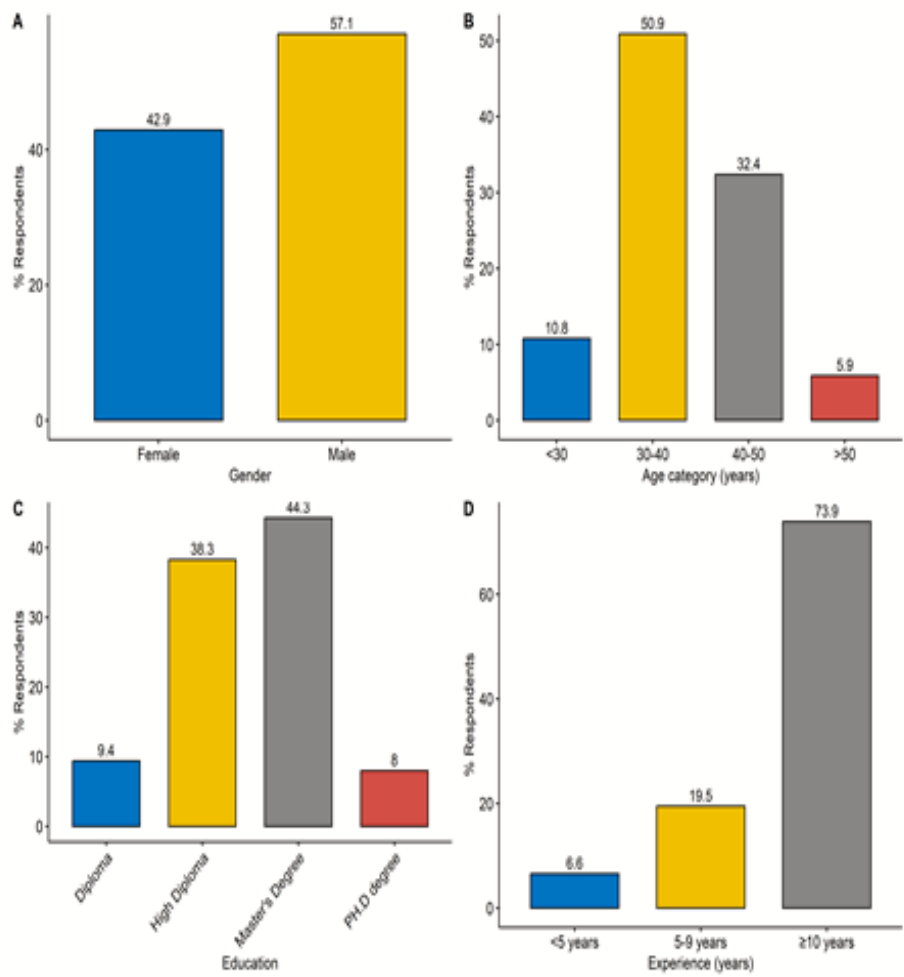 A
57.1
42.9
40
20
0
% Respondents
Female
Male
Gender
B
50.9
50
40
32.4
30
20
10.8
10
5.9
0
% Respondents
<30
30-40
40-50
>50
Age category (years)
C
44.3
40
38.3
30
20
10
9.4
8
0
% Respondents
Diploma
High Diploma
Master's Degree
PH.D degree
Education
D
73.9
60
40
20
19.5
6.6
0
% Respondents
<5 years
5-9 years
≥10 years
Experience (years)